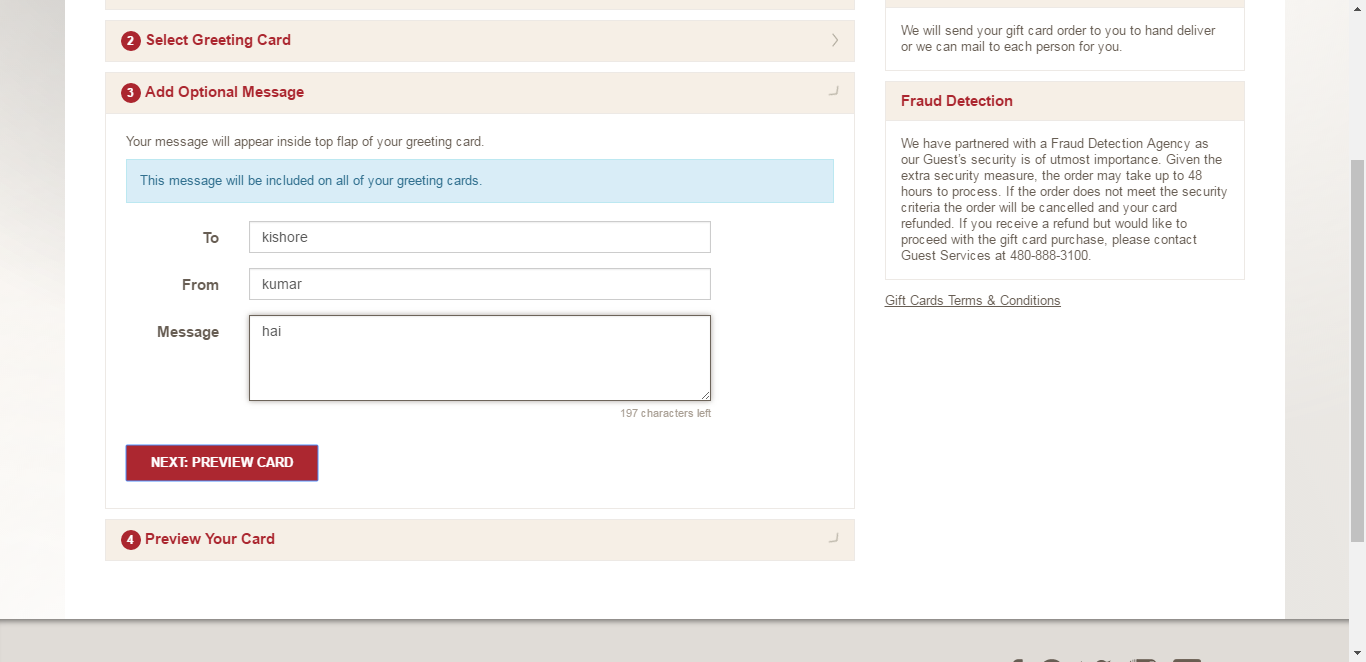 2 Select Greeting Card
3 Add Optional Message
Your message will appear inside top flap of your greeting card.
This message will be included on all of your greeting cards.
To kishore
From kumar
Message hai
197 characters left
NEXT: PREVIEW CARD
4 Preview Your Card
We will send your gift card order to you to hand deliver
or we can mail to each person for you.
Fraud Detection
We have partnered with a Fraud Detection Agency as
our Guest's security is of utmost importance. Given the
extra security measure, the order may take up to 48
hours to process. If the order does not meet the security
criteria the order will be cancelled and your card
refunded. If you receive a refund but would like to
proceed with the gift card purchase, please contact
Guest Services at 480-888-3100.
Gift Cards Terms & Conditions